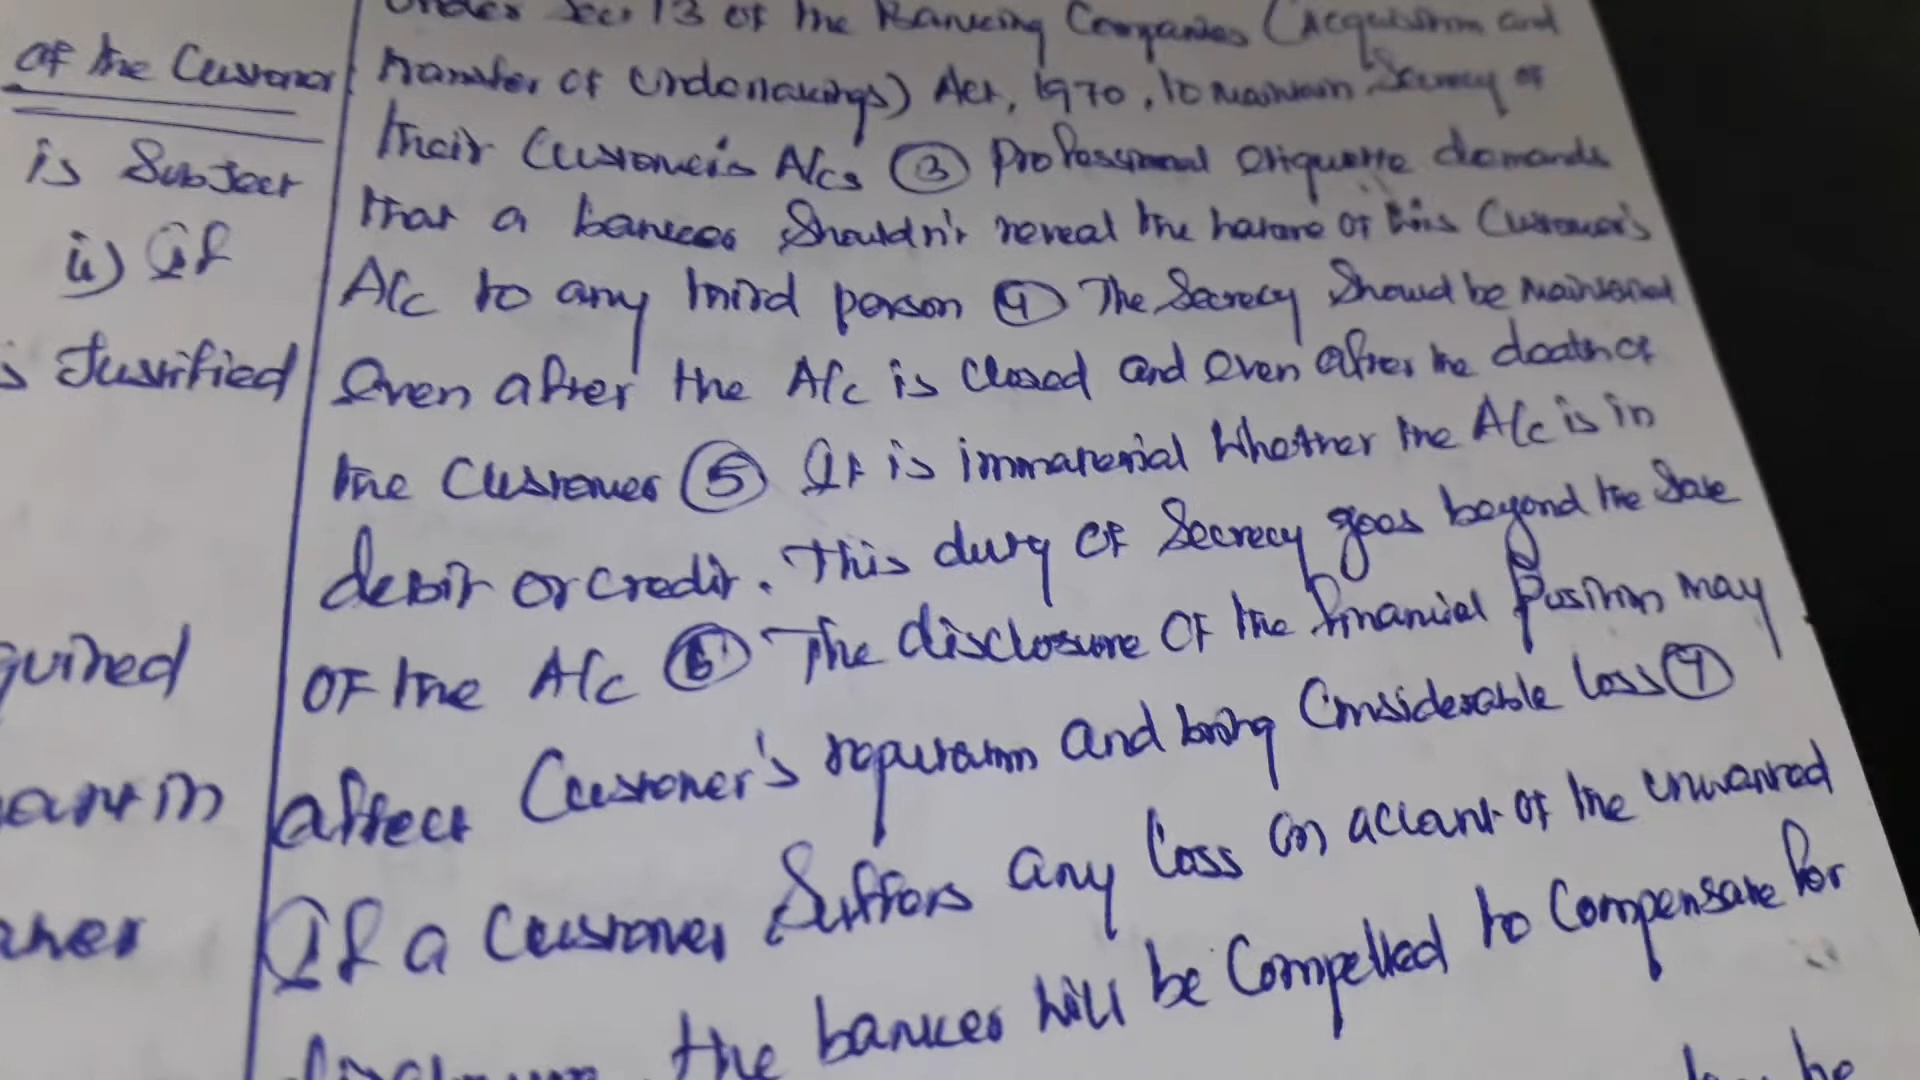 of the Customer
is Subject
ii) If
is Justified
quired
Under Sec. 13 of the Banking Companies (Acquisition and
transfer of Undertakings) Act, 1970, to maintain Secrecy of
their Customer's A/cs ③ Professional etiquette demands
that a banker shouldn't reveal the nature of his Customer's
A/c to any third person ④ The Secrecy Should be maintained
Even after the A/c is closed and even after the death of
the Customer ⑤ It is immaterial whether the A/c is in
debit or credit. This duty of Secrecy goes beyond the State
of the A/c ⑥ The disclosure of the financial Position may
affect Customer's reputation and bring Considerable loss ⑦
If a Customer Suffers any loss on account of the unwanted
the banker will be Compelled to Compensate for
be